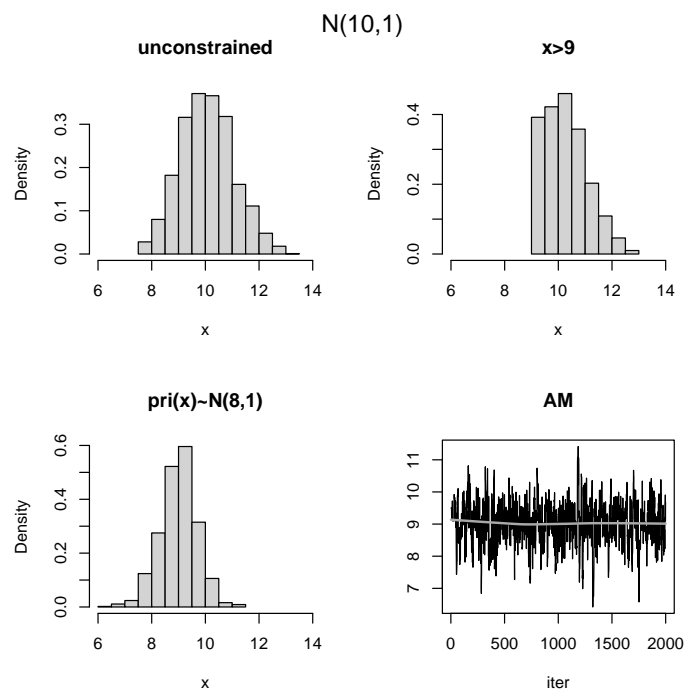 N(10,1)
unconstrained
Density
0.0 0.1 0.2 0.3
6 8 10 12 14
x
x>9
Density
0.0 0.2 0.4
6 8 10 12 14
x
pri(x)~N(8,1)
Density
0.0 0.2 0.4 0.6
6 8 10 12 14
x
AM
7 8 9 10 11
0 500 1000 1500 2000
iter